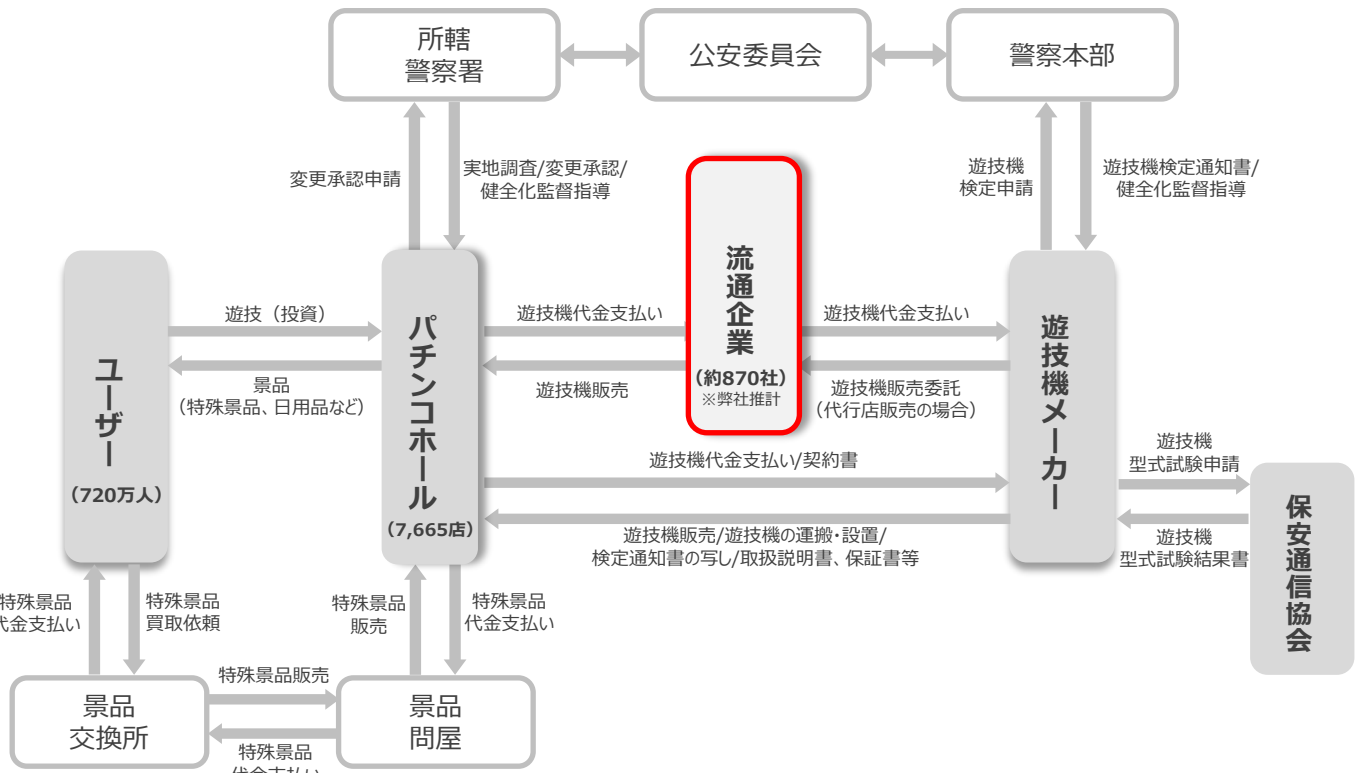 所轄
警察署
公安委員会
警察本部
変更承認申請
実地調査/変更承認/
健全化監督指導
遊技機
検定申請
遊技機検定通知書/
健全化監督指導
ユーザー
(720万人)
遊技（投資）
景品
（特殊景品、日用品など）
パチンコホール
(7,665店)
遊技機代金支払い
遊技機販売
流通企業
(約870社)
※弊社推計
遊技機代金支払い
遊技機販売委託
（代行店販売の場合）
遊技機メーカー
遊技機代金支払い/契約書
遊技機販売/遊技機の運搬・設置/
検定通知書の写し/取扱説明書、保証書等
遊技機
型式試験申請
遊技機
型式試験結果書
保安通信協会
特殊景品
代金支払い
特殊景品
買取依頼
特殊景品
販売
特殊景品
代金支払い
景品
交換所
特殊景品販売
特殊景品
代金支払い
景品
問屋